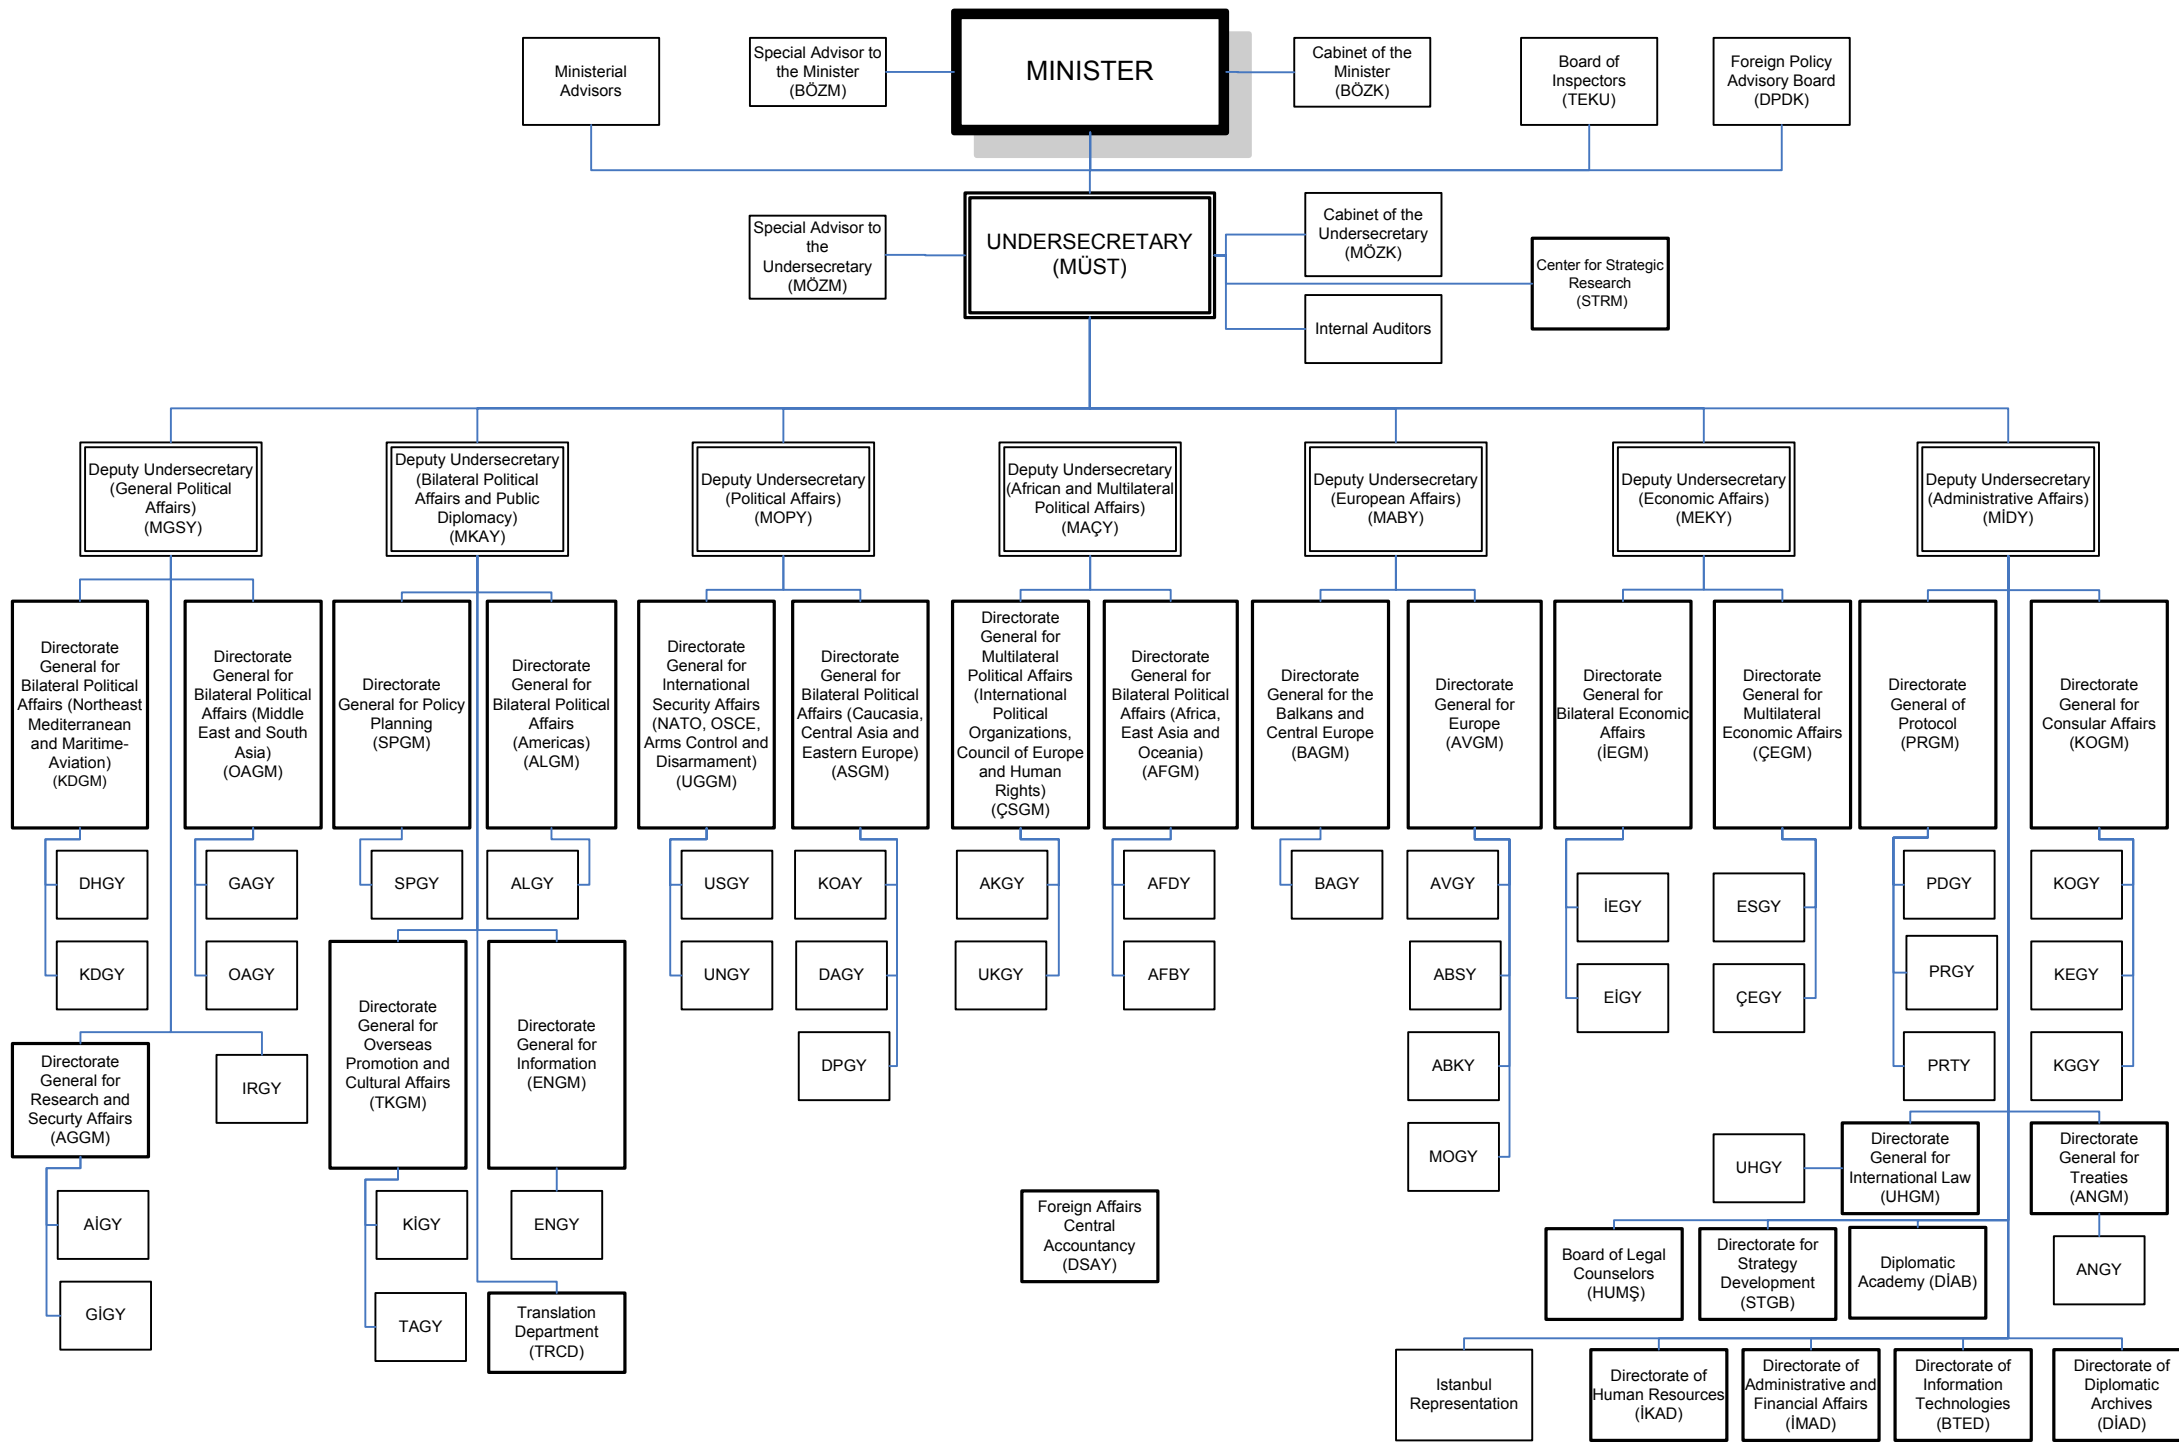 Ministerial
Advisors
Special Advisor to
the Minister
(BÖZM)
MINISTER
Cabinet of the
Minister
(BÖZK)
Board of
Inspectors
(TEKU)
Foreign Policy
Advisory Board
(DPDK)
Special Advisor to
the
Undersecretary
(MÖZM)
UNDERSECRETARY
(MÜST)
Cabinet of the
Undersecretary
(MÖZK)
Center for Strategic
Research
(STRM)
Internal Auditors
Deputy Undersecretary
(General Political
Affairs)
(MGSY)
Deputy Undersecretary
(Bilateral Political
Affairs and Public
Diplomacy)
(MKAY)
Deputy Undersecretary
(Political Affairs)
(MOPY)
Deputy Undersecretary
(African and Multilateral
Political Affairs)
(MAÇY)
Deputy Undersecretary
(European Affairs)
(MABY)
Deputy Undersecretary
(Economic Affairs)
(MEKY)
Deputy Undersecretary
(Administrative Affairs)
(MİDY)
Directorate
General for
Bilateral Political
Affairs (Northeast
Mediterranean
and Maritime-
Aviation)
(KDGM)
Directorate
General for
Bilateral Political
Affairs (Middle
East and South
Asia)
(OAGM)
Directorate
General for Policy
Planning
(SPGM)
Directorate
General for
Bilateral Political
Affairs
(Americas)
(ALGM)
Directorate
General for
International
Security Affairs
(NATO, OSCE,
Arms Control and
Disarmament)
(UGGM)
Directorate
General for
Bilateral Political
Affairs (Caucasia,
Central Asia and
Eastern Europe)
(ASGM)
Directorate
General for
Multilateral
Political Affairs
(International
Political
Organizations,
Council of Europe
and Human
Rights)
(ÇSGM)
Directorate
General for
Bilateral Political
Affairs (Africa,
East Asia and
Oceania)
(AFGM)
Directorate
General for the
Balkans and
Central Europe
(BAGM)
Directorate
General for
Europe
(AVGM)
Directorate
General for
Bilateral Economic
Affairs
(İEGM)
Directorate
General for
Multilateral
Economic Affairs
(ÇEGM)
Directorate
General of
Protocol
(PRGM)
Directorate
General for
Consular Affairs
(KOGM)
DHGY
GAGY
SPGY
ALGY
USGY
KOAY
AKGY
AFDY
BAGY
AVGY
İEGY
ESGY
PDGY
KOGY
KDGY
OAGY
UNGY
DAGY
UKGY
AFBY
ABSY
EİGY
ÇEGY
PRGY
KEGY
Directorate
General for
Research and
Securty Affairs
(AGGM)
IRGY
Directorate
General for
Overseas
Promotion and
Cultural Affairs
(TKGM)
Directorate
General for
Information
(ENGM)
DPGY
ABKY
PRTY
KGGY
MOGY
UHGY
Directorate
General for
International Law
(UHGM)
Directorate
General for
Treaties
(ANGM)
AİGY
KİGY
ENGY
Foreign Affairs
Central
Accountancy
(DSAY)
Board of Legal
Counselors
(HUMŞ)
Directorate for
Strategy
Development
(STGB)
Diplomatic
Academy (DİAB)
ANGY
GİGY
TAGY
Translation
Department
(TRCD)
Istanbul
Representation
Directorate of
Human Resources
(İKAD)
Directorate of
Administrative and
Financial Affairs
(İMAD)
Directorate of
Information
Technologies
(BTED)
Directorate of
Diplomatic
Archives
(DİAD)